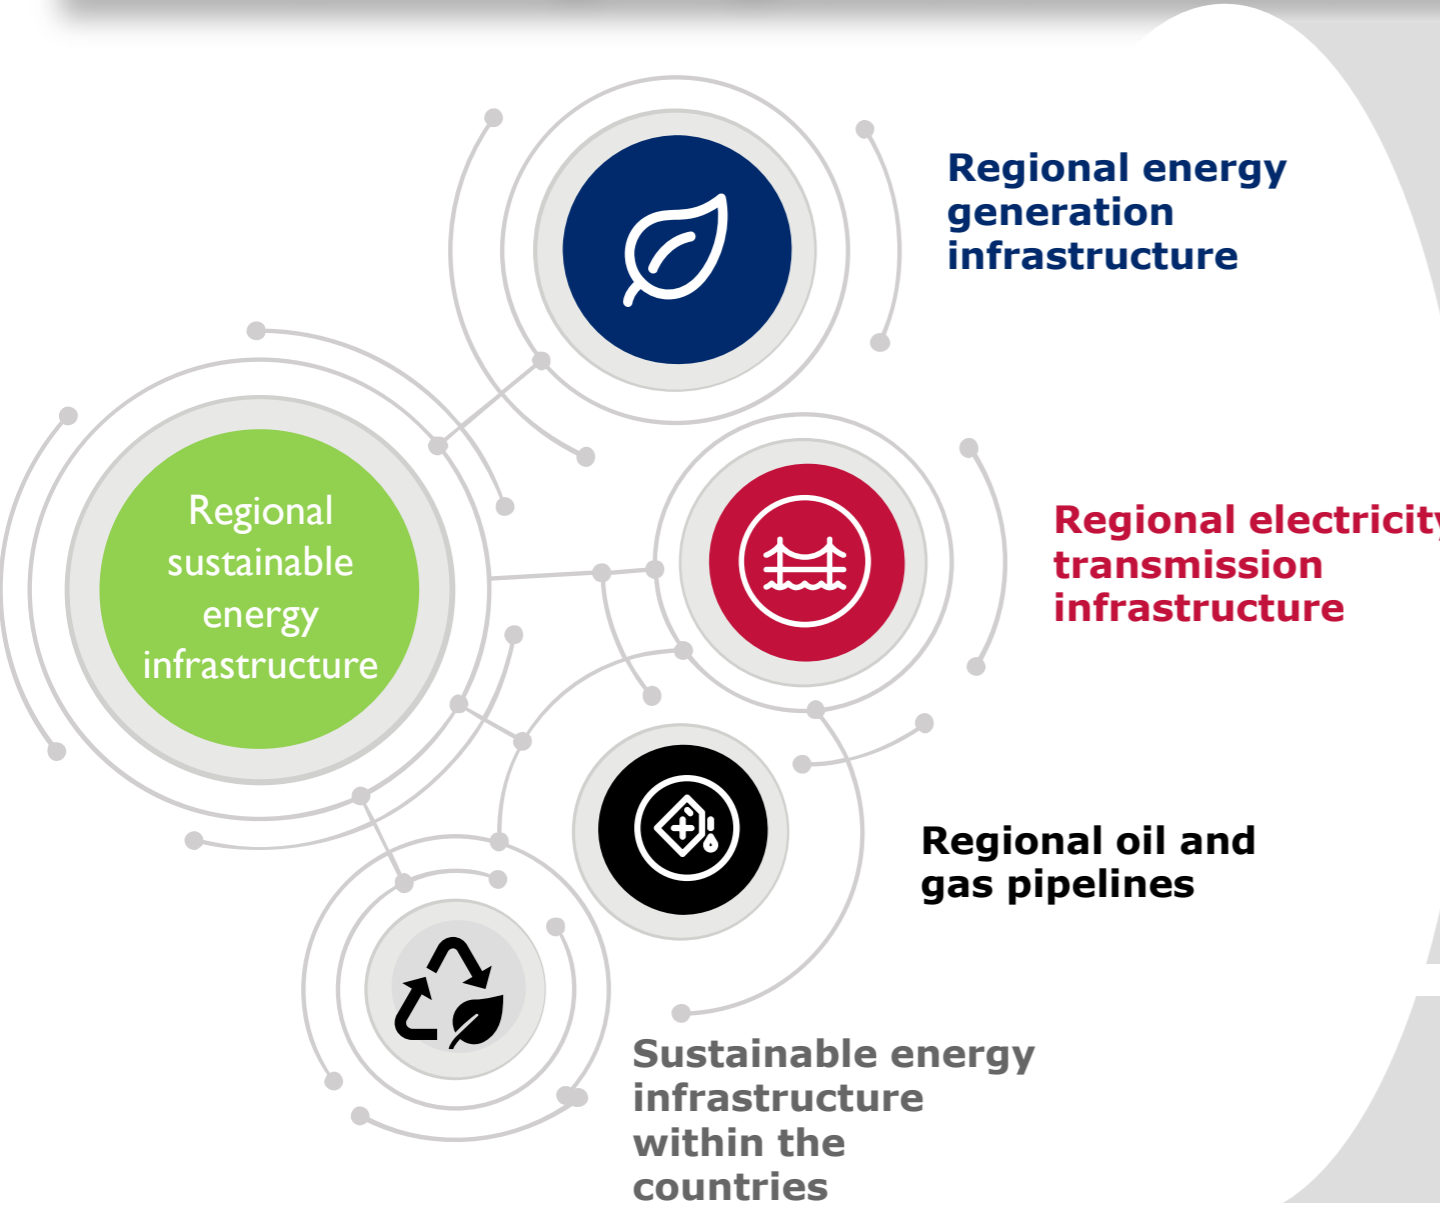 Regional energy
generation
infrastructure
Regional
sustainable
energy
infrastructure
Regional electricity
transmission
infrastructure
Regional oil and
gas pipelines
Sustainable energy
infrastructure
within the
countries